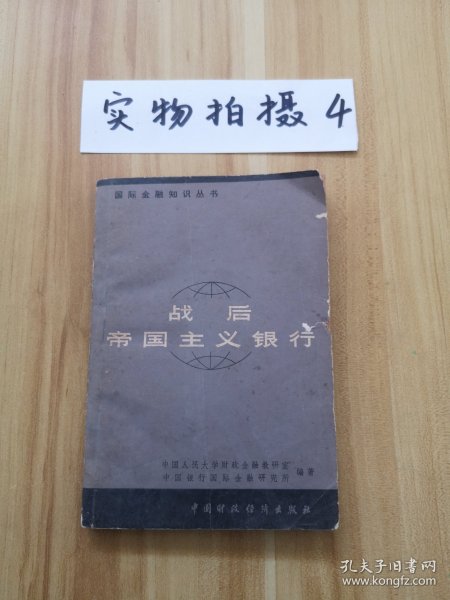 实物拍摄4
国际金融知识丛书
战后
帝国主义银行
中国人民大学财政金融教研室
中国银行国际金融研究所
编著
中国财政经济出版社
孔夫子旧书网
www.kongfz.com